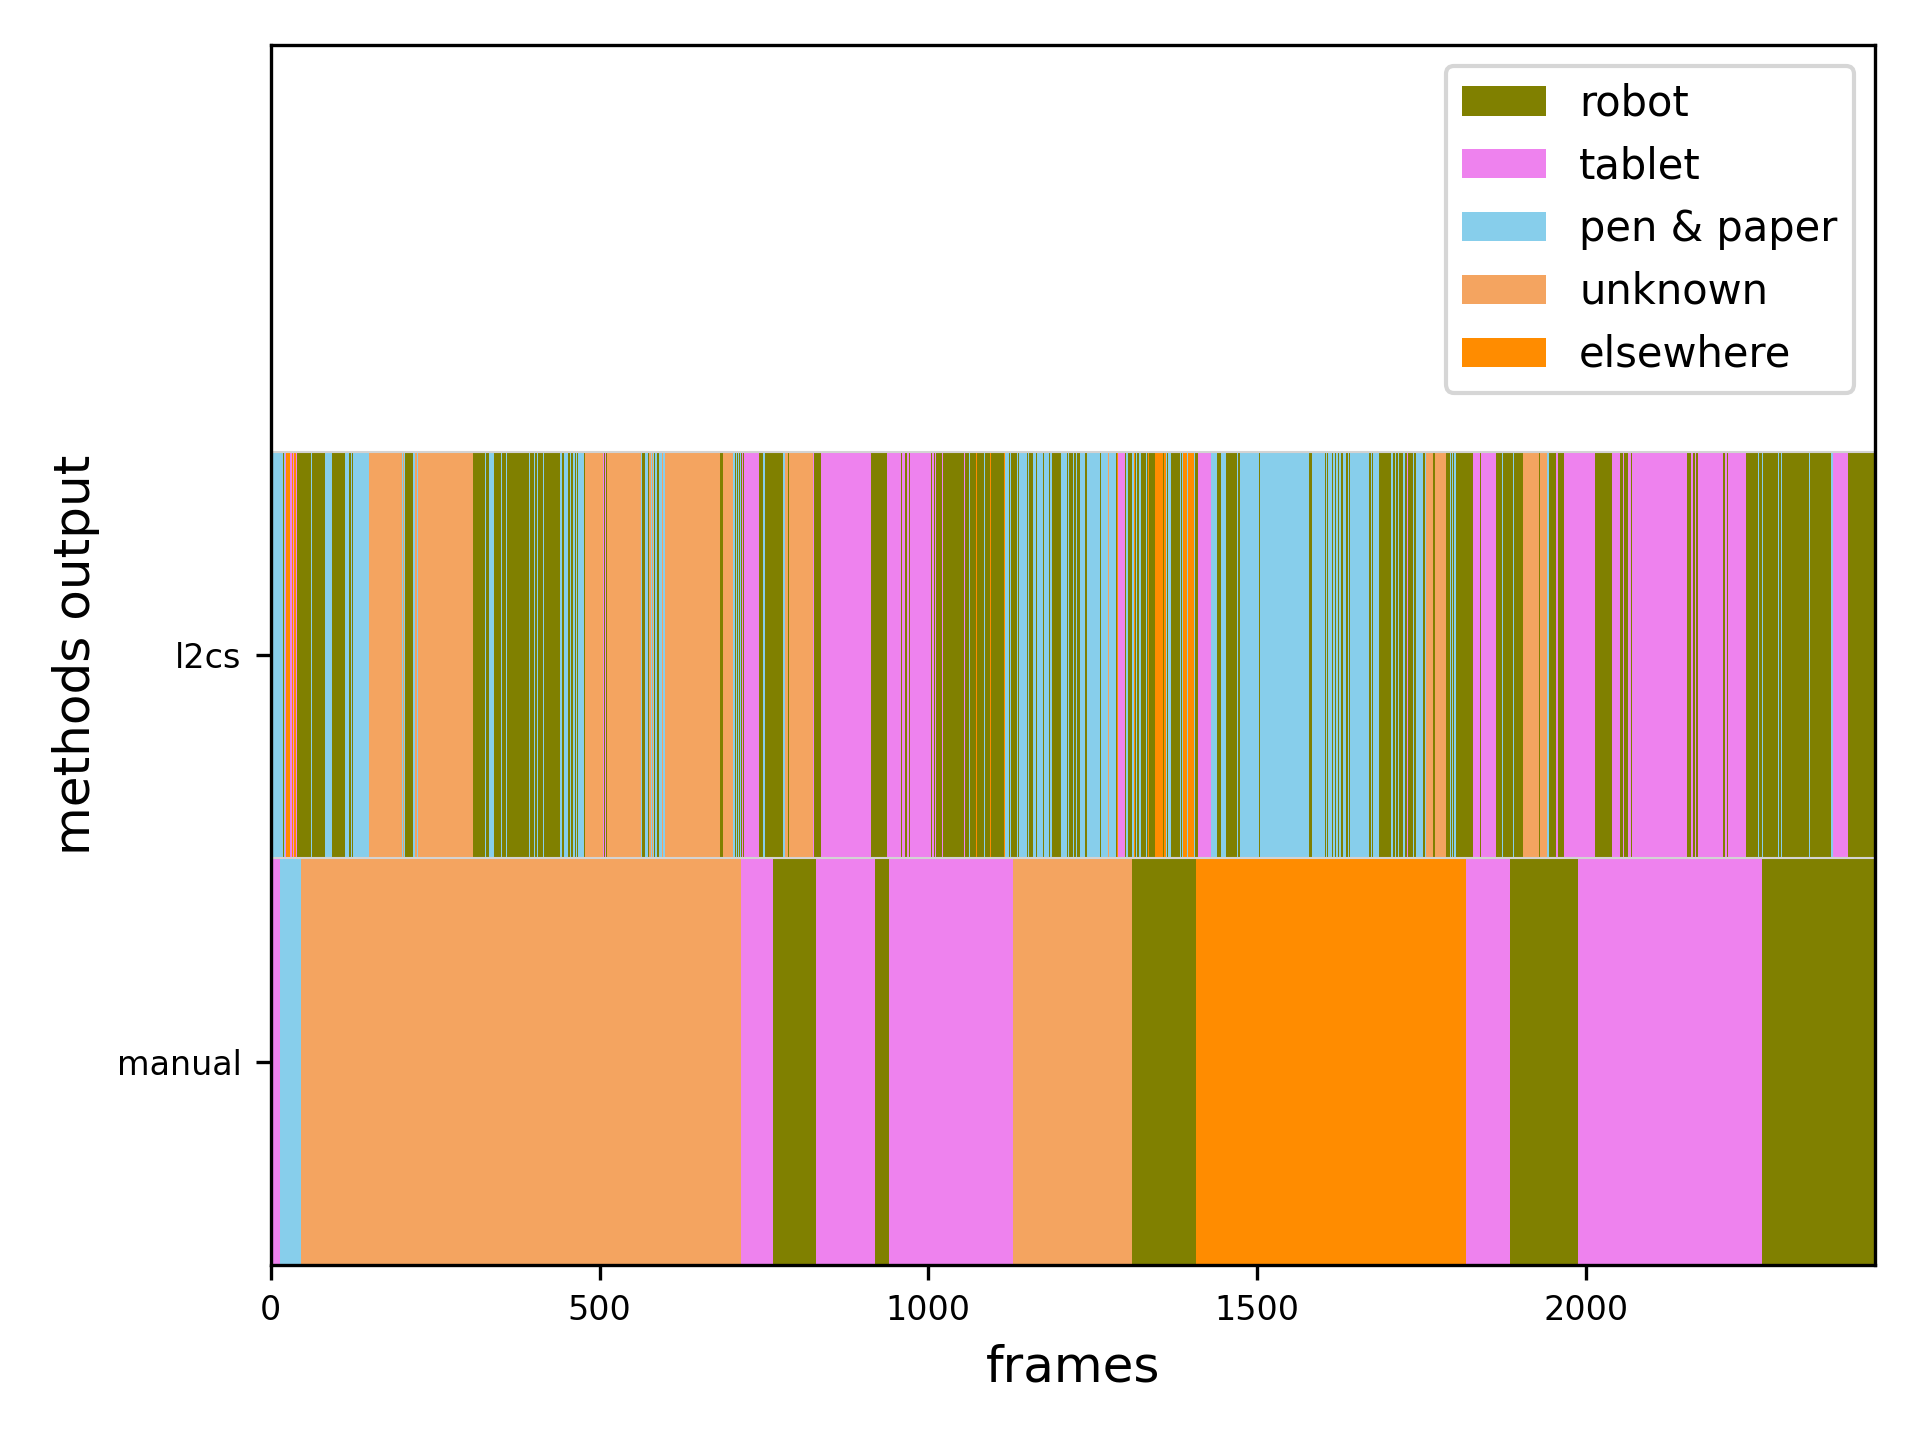 robot
tablet
pen & paper
unknown
elsewhere
methods output
l2cs
manual
0
500
1000
1500
2000
frames